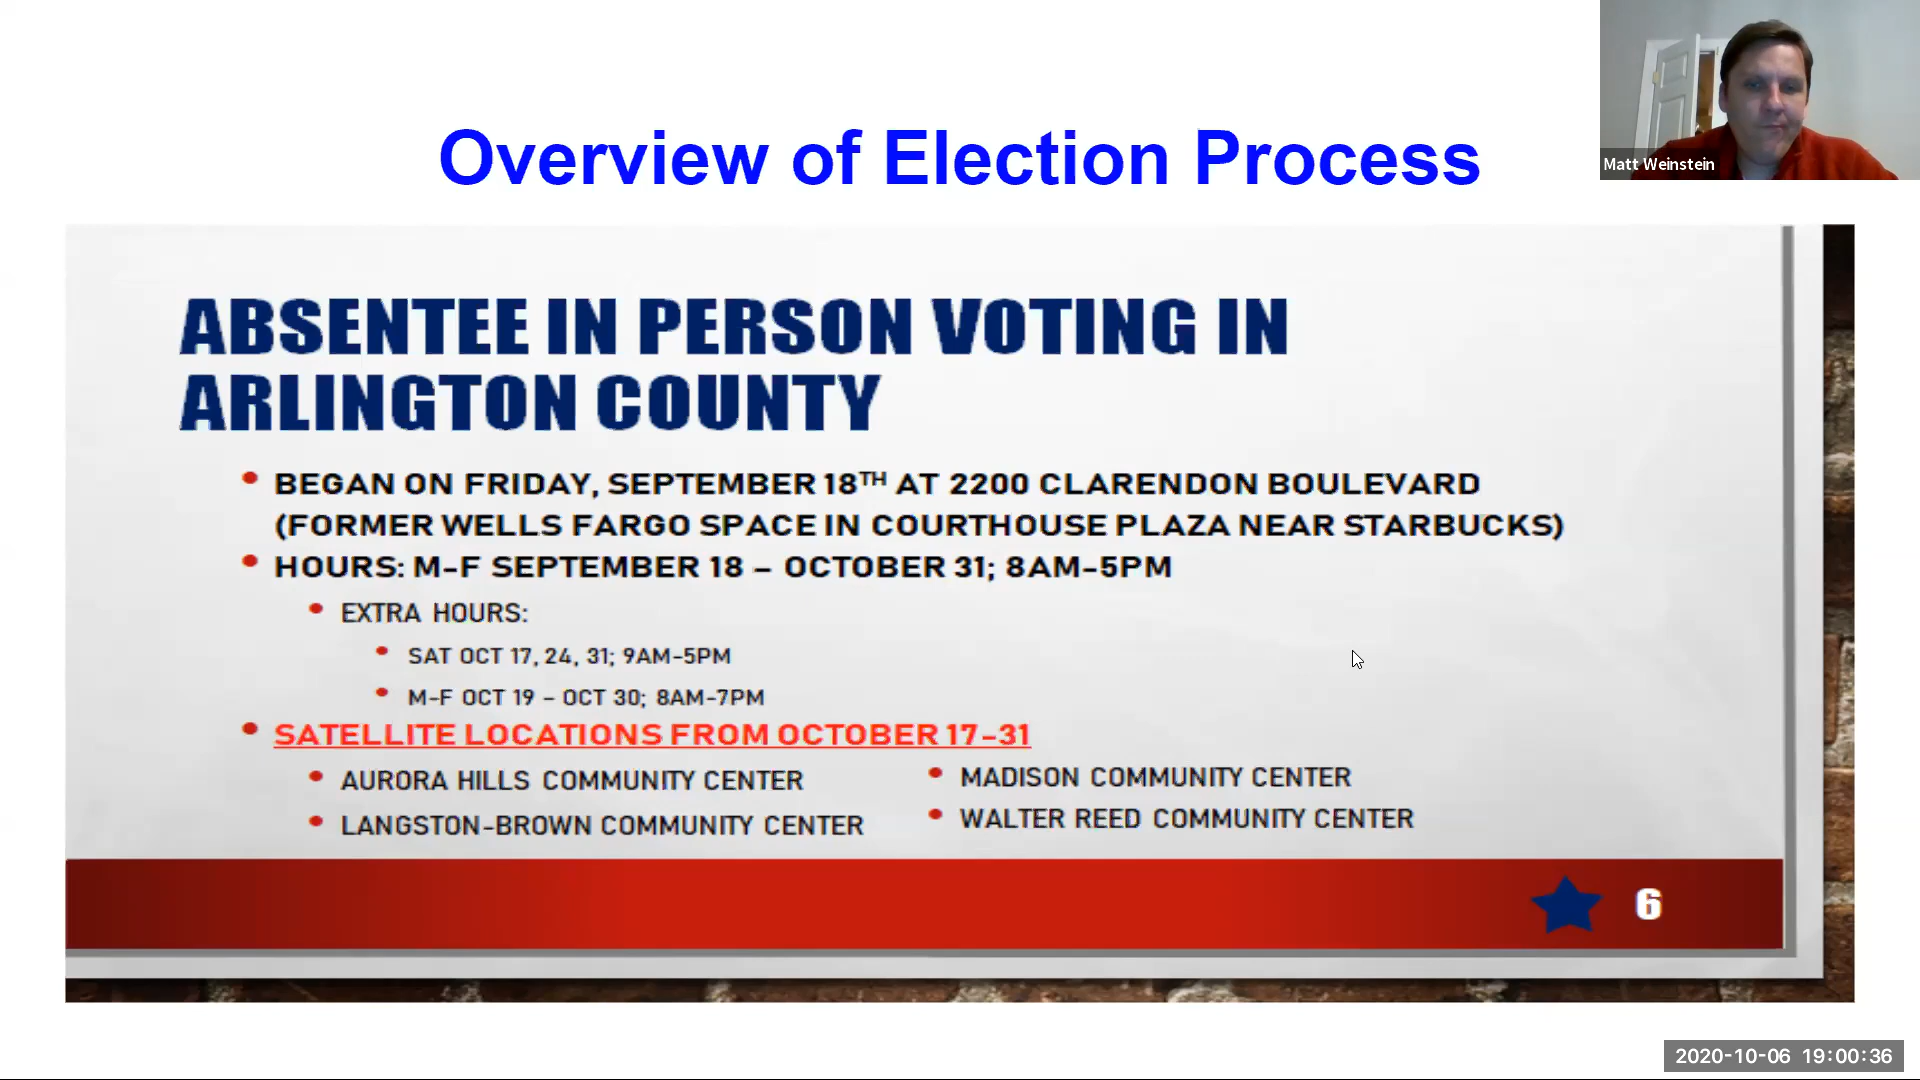 Overview of Election Process
Matt Weinstein
ABSENTEE IN PERSON VOTING IN
ARLINGTON COUNTY
• BEGAN ON FRIDAY, SEPTEMBER 18TH AT 2200 CLARENDON BOULEVARD
(FORMER WELLS FARGO SPACE IN COURTHOUSE PLAZA NEAR STARBUCKS)
• HOURS: M-F SEPTEMBER 18 – OCTOBER 31; 8AM-5PM
• EXTRA HOURS:
• SAT OCT 17, 24, 31; 9AM-5PM
• M-F OCT 19 – OCT 30; 8AM-7PM
• SATELLITE LOCATIONS FROM OCTOBER 17-31
• AURORA HILLS COMMUNITY CENTER
• LANGSTON-BROWN COMMUNITY CENTER
• MADISON COMMUNITY CENTER
• WALTER REED COMMUNITY CENTER
6
2020-10-06 19:00:36